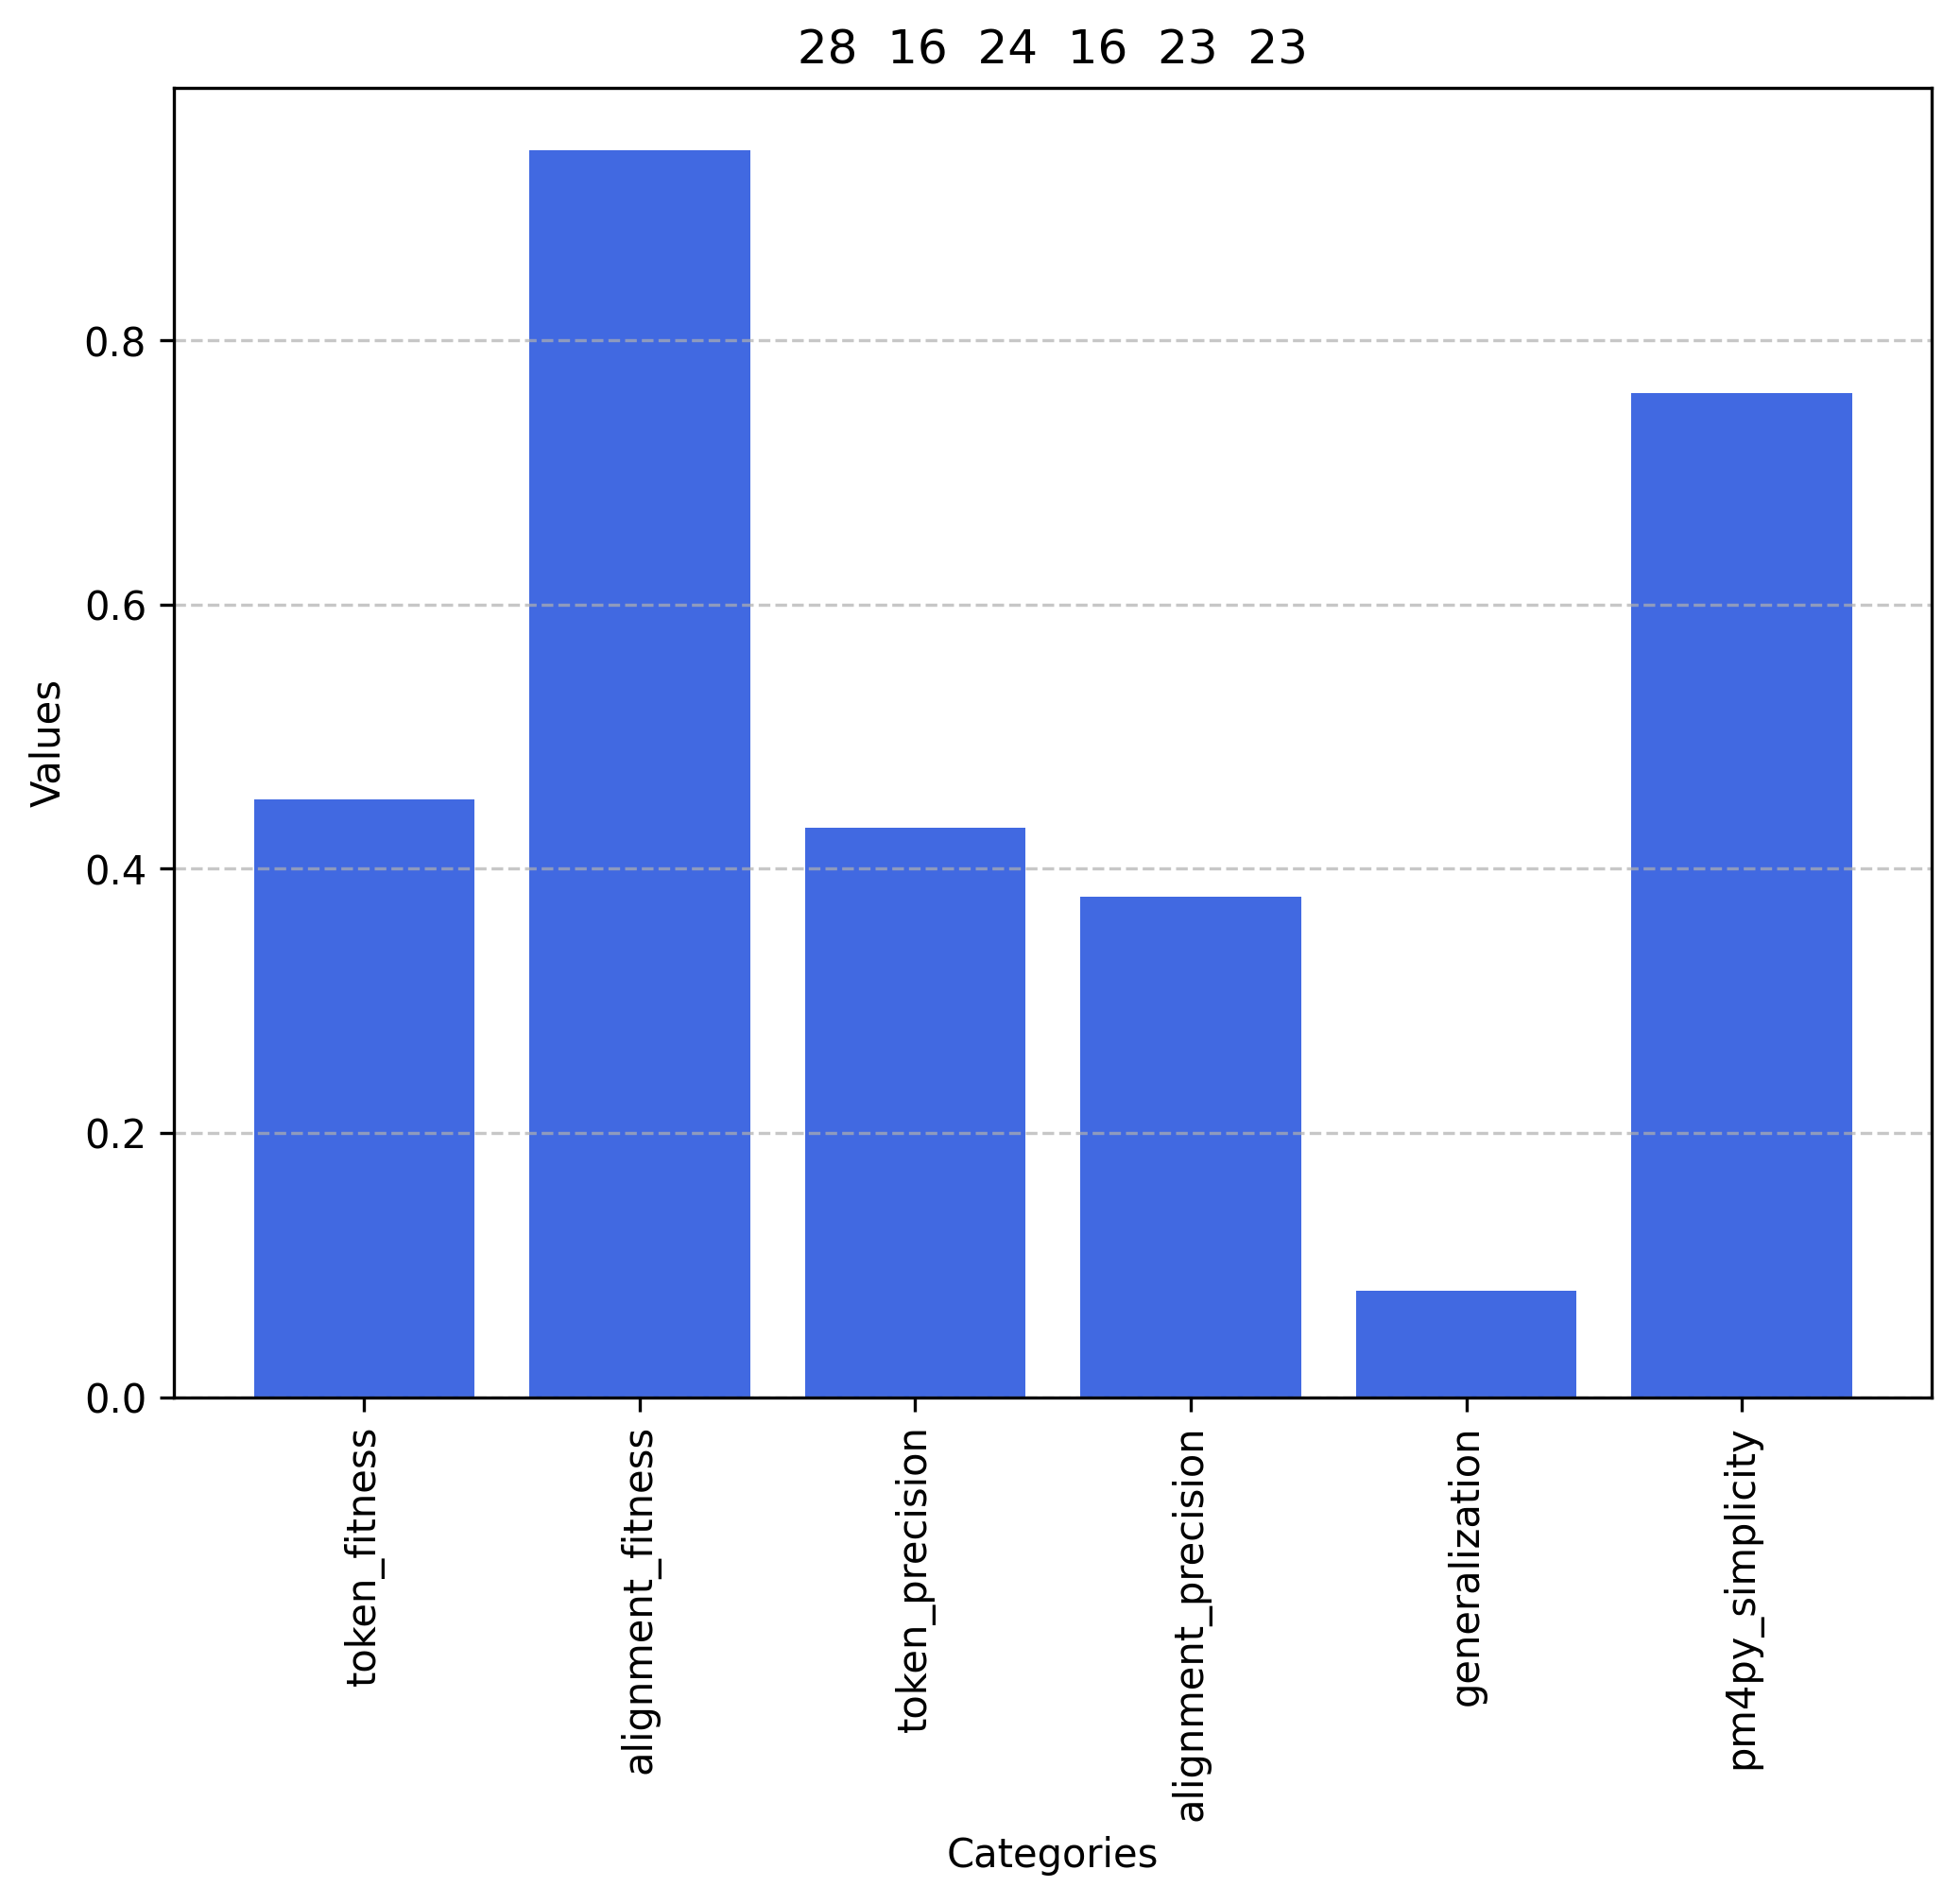 28 16 24 16 23 23
Values
0.8
0.6
0.4
0.2
0.0
token_fitness
alignment_fitness
token_precision
alignment_precision
generalization
pm4py_simplicity
Categories